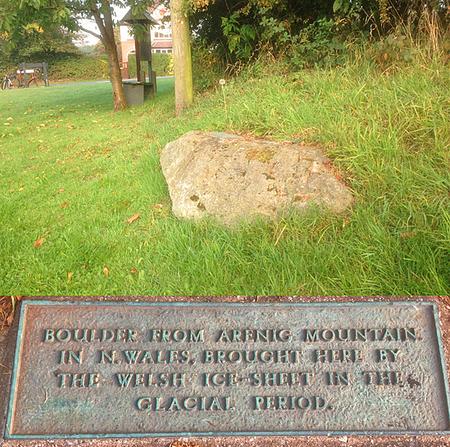 BOULDER FROM ARENIG MOUNTAIN
IN N.WALES, BROUGHT HERE BY
THE WELSH ICE-SHEET IN THE
GLACIAL PERIOD.